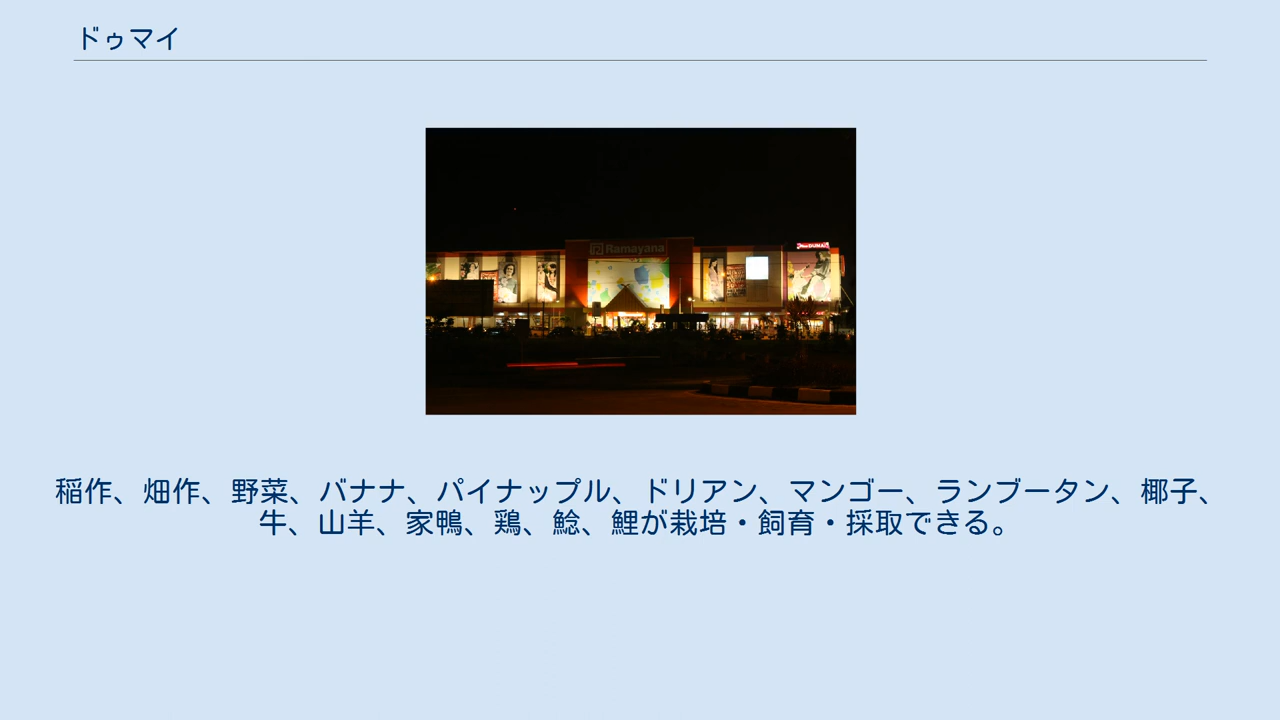 ドゥマイ
Ramayana
稲作、畑作、野菜、バナナ、パイナップル、ドリアン、マンゴー、ランブータン、椰子、
牛、山羊、家鴨、鶏、鯰、鯉が栽培・飼育・採取できる。